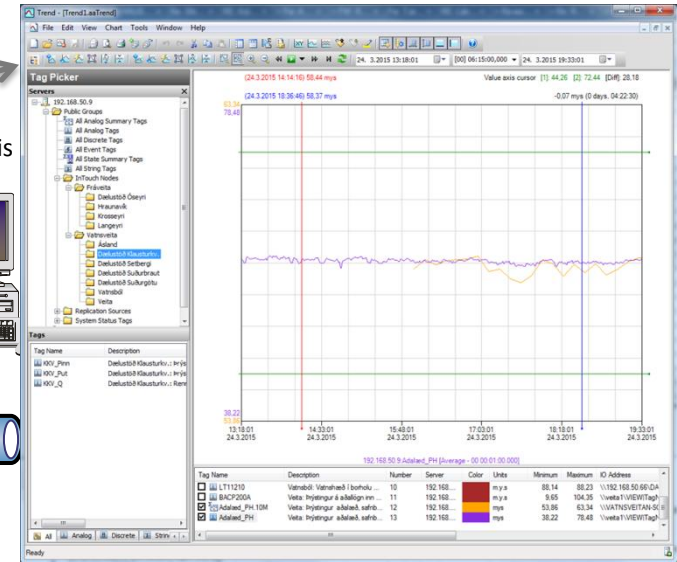 Trend - [Trend1.aaTrend]
File Edit View Chart Tools Window Help
24. 3.2015 13:18:01 [00] 06:15:00,000 24. 3.2015 19:33:01
is
Tag Picker
Servers
192.168.50.9
Public Groups
All Analog Summary Tags
All Analog Tags
All Discrete Tags
All Event Tags
All State Summary Tags
All String Tags
InTouch Nodes
Fráveita
Dælustöð Óseyri
Hraunavík
Krosseyri
Langeyri
Vatnsveita
Ásland
Dælustöð Klausturkv..
Dælustöð Setbergi
Dælustöð Suðurbraut
Dælustöð Suðurgötu
Vatnsból
Veita
Replication Sources
System Status Tags
Tags
Tag Name Description
KKV_Pinn Dælustöð Klausturkv.: Þrýs
KKV_Put Dælustöð Klausturkv.: Þrýs
KKV_Q Dælustöð Klausturkv.: Renn
All Analog Discrete String
Ready
(24.3.2015 14:14:16) 58,44 mys Value axis cursor [1]: 44,26 [2]: 72,44 [Diff]: 28,18
(24.3.2015 18:36:46) 58,37 mys -0,07 mys (0 days, 04:22:30)
63,34
78,48
38,22
53,86
13:18:01 14:33:01 15:48:01 17:03:01 18:18:01 19:33:01
24.3.2015 24.3.2015 24.3.2015 24.3.2015 24.3.2015 24.3.2015
192.168.50.9.Adalaed_PH [Average - 00:00:01:00.000]
Tag Name Description Number Server Color Units Minimum Maximum IO Address
LT11210 Vatnsból: Vatnshæð í borholu ... 10 192.168.... m.y.s 88,14 88,23 \\192.168.50.66\DA
BACP200A Veita: Þrýstingur á aðallögn inn ... 11 192.168.... m.y.s 9,65 104,35 \\veita1\VIEW!Tagh
Adalaed_PH.10M Veita: Þrýstingur aðalæð, safnb... 12 192.168.... mys 53,86 63,34
Adalaed_PH Veita: Þrýstingur aðalæð, safnb... 13 192.168.... mys 38,22 78,48 \\veita1\VIEW!Tagh